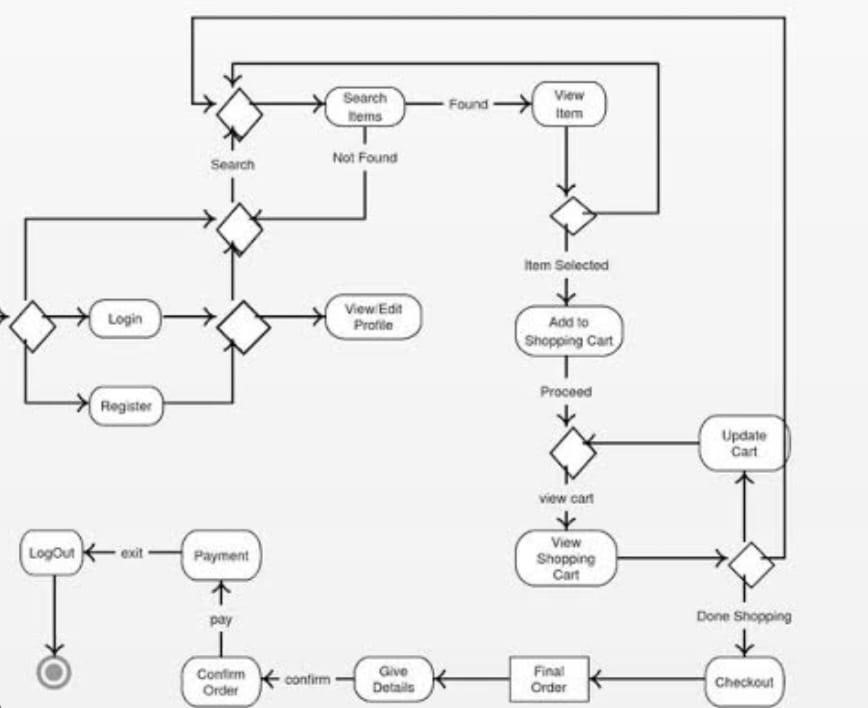 Search
Items
Found
View
Item
Search
Not Found
Item Selected
Login
View/Edit
Profile
Add to
Shopping Cart
Register
Proceed
Update
Cart
view cart
LogOut
exit
Payment
View
Shopping
Cart
pay
Done Shopping
Confirm
Order
confirm
Give
Details
Final
Order
Checkout